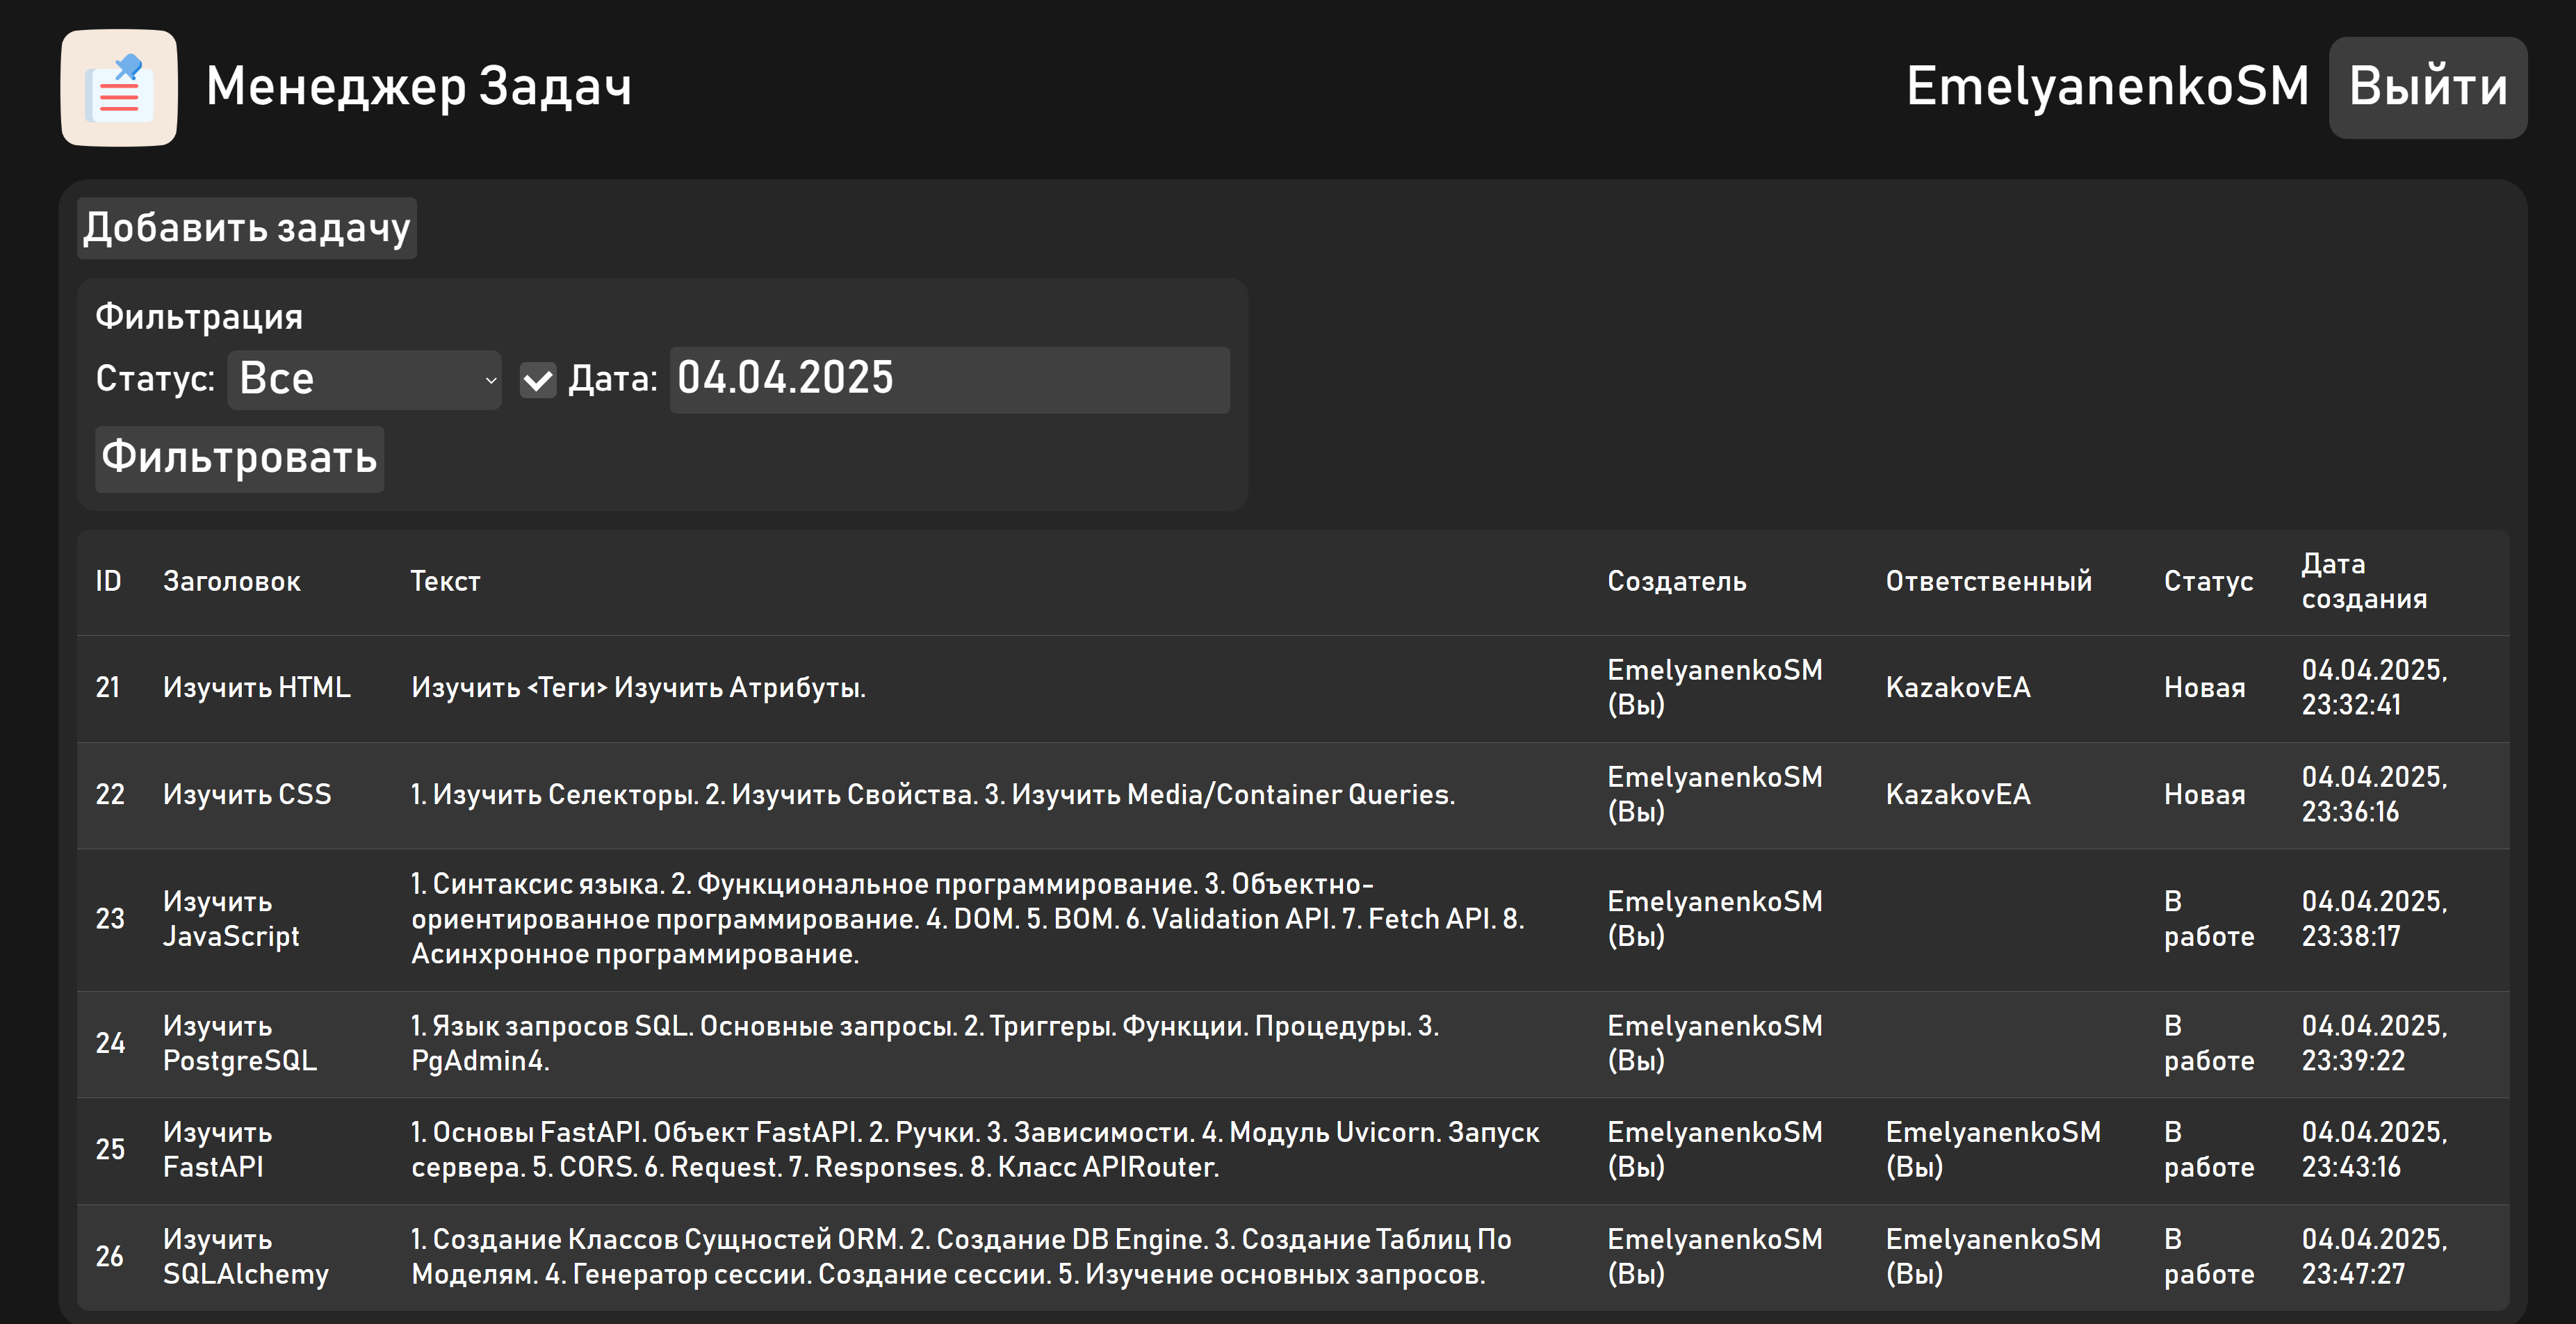 Менеджер Задач
EmelyanenkoSM
Выйти
Добавить задачу
Фильтрация
Статус: Все Дата: 04.04.2025
Фильтровать
ID Заголовок Текст Создатель Ответственный Статус Дата создания
21 Изучить HTML Изучить <Теги> Изучить Атрибуты. EmelyanenkoSM (Вы) KazakovEA Новая 04.04.2025, 23:32:41
22 Изучить CSS 1. Изучить Селекторы. 2. Изучить Свойства. 3. Изучить Media/Container Queries. EmelyanenkoSM (Вы) KazakovEA Новая 04.04.2025, 23:36:16
23 Изучить JavaScript 1. Синтаксис языка. 2. Функциональное программирование. 3. Объектно-ориентированное программирование. 4. DOM. 5. BOM. 6. Validation API. 7. Fetch API. 8. Асинхронное программирование. EmelyanenkoSM (Вы) В работе 04.04.2025, 23:38:17
24 Изучить PostgreSQL 1. Язык запросов SQL. Основные запросы. 2. Триггеры. Функции. Процедуры. 3. PgAdmin4. EmelyanenkoSM (Вы) В работе 04.04.2025, 23:39:22
25 Изучить FastAPI 1. Основы FastAPI. Объект FastAPI. 2. Ручки. 3. Зависимости. 4. Модуль Uvicorn. Запуск сервера. 5. CORS. 6. Request. 7. Responses. 8. Класс APIRouter. EmelyanenkoSM (Вы) EmelyanenkoSM (Вы) В работе 04.04.2025, 23:43:16
26 Изучить SQLAlchemy 1. Создание Классов Сущностей ORM. 2. Создание DB Engine. 3. Создание Таблиц По Моделям. 4. Генератор сессии. Создание сессии. 5. Изучение основных запросов. EmelyanenkoSM (Вы) EmelyanenkoSM (Вы) В работе 04.04.2025, 23:47:27